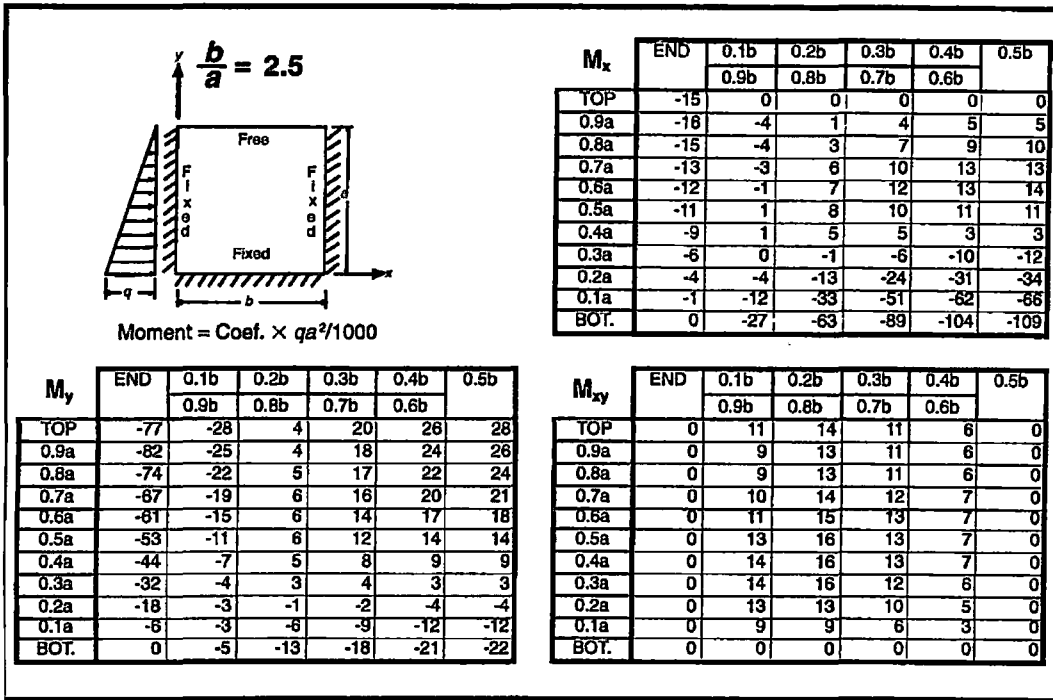 y
b/a = 2.5
Free
Fixed
Fixed
a
Fixed
x
q
b
Moment = Coef. × qa²/1000
Mx END 0.1b 0.2b 0.3b 0.4b 0.5b
0.9b 0.8b 0.7b 0.6b
TOP -15 0 0 0 0 0
0.9a -16 -4 1 4 5 5
0.8a -15 -4 3 7 9 10
0.7a -13 -3 6 10 13 13
0.6a -12 -1 7 12 13 14
0.5a -11 1 8 10 11 11
0.4a -9 1 5 5 3 3
0.3a -6 0 -1 -6 -10 -12
0.2a -4 -4 -13 -24 -31 -34
0.1a -1 -12 -33 -51 -62 -66
BOT. 0 -27 -63 -89 -104 -109
My END 0.1b 0.2b 0.3b 0.4b 0.5b
0.9b 0.8b 0.7b 0.6b
TOP -77 -28 4 20 26 28
0.9a -82 -25 4 18 24 26
0.8a -74 -22 5 17 22 24
0.7a -67 -19 6 16 20 21
0.6a -61 -15 6 14 17 18
0.5a -53 -11 6 12 14 14
0.4a -44 -7 5 8 9 9
0.3a -32 -4 3 4 3 3
0.2a -18 -3 -1 -2 -4 -4
0.1a -6 -3 -6 -9 -12 -12
BOT. 0 -5 -13 -18 -21 -22
Mxy END 0.1b 0.2b 0.3b 0.4b 0.5b
0.9b 0.8b 0.7b 0.6b
TOP 0 11 14 11 6 0
0.9a 0 9 13 11 6 0
0.8a 0 9 13 11 6 0
0.7a 0 10 14 12 7 0
0.6a 0 11 15 13 7 0
0.5a 0 13 16 13 7 0
0.4a 0 14 16 13 7 0
0.3a 0 14 16 12 6 0
0.2a 0 13 13 10 5 0
0.1a 0 9 9 6 3 0
BOT. 0 0 0 0 0 0